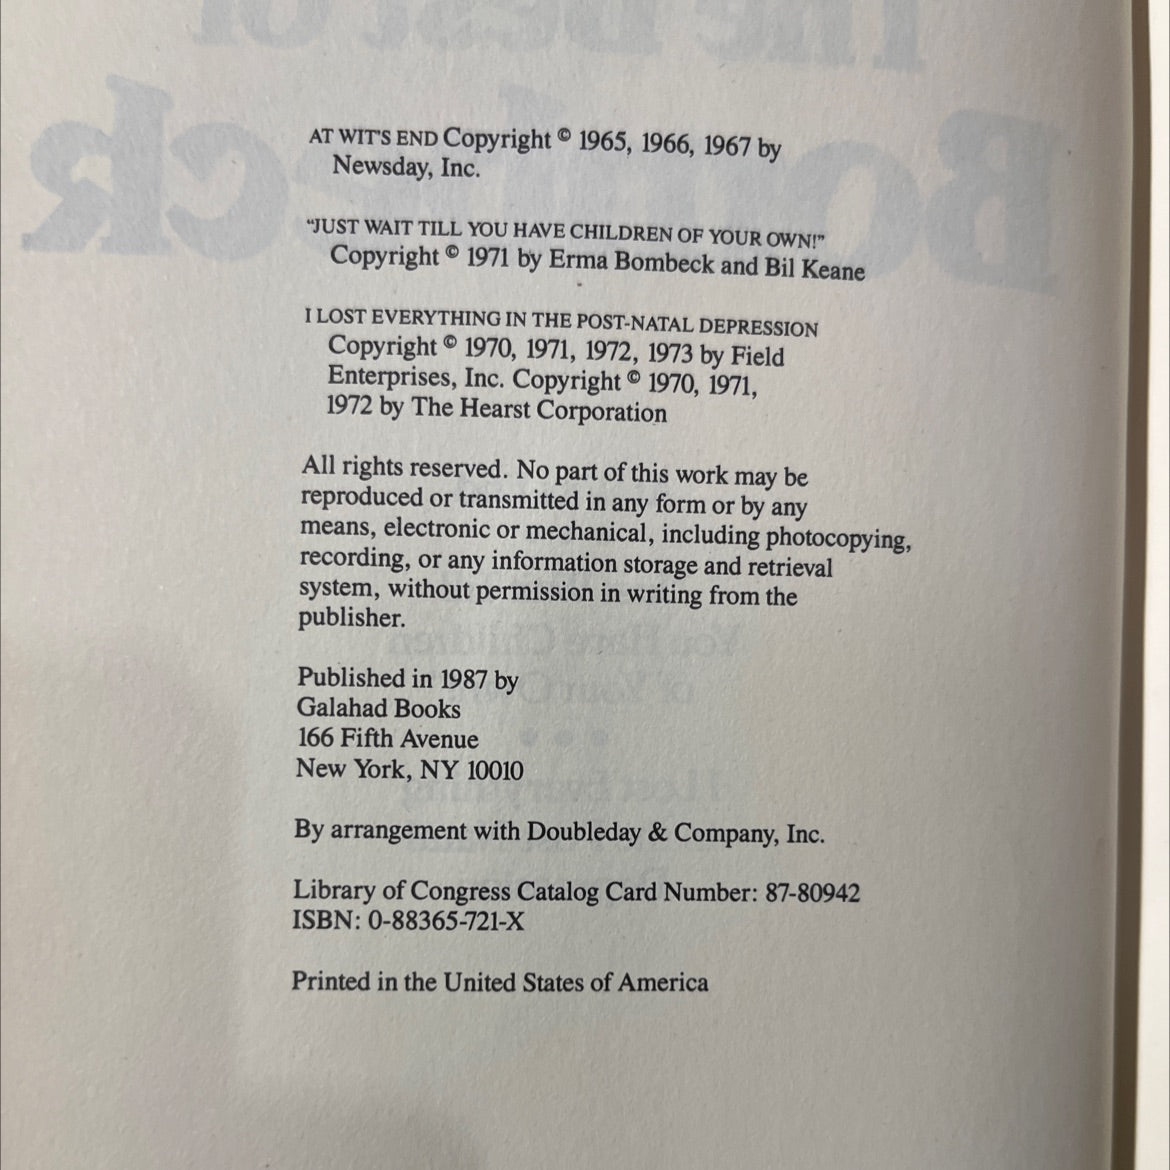 AT WIT'S END Copyright © 1965, 1966, 1967 by
Newsday, Inc.
"JUST WAIT TILL YOU HAVE CHILDREN OF YOUR OWN!"
Copyright © 1971 by Erma Bombeck and Bil Keane
I LOST EVERYTHING IN THE POST-NATAL DEPRESSION
Copyright © 1970, 1971, 1972, 1973 by Field
Enterprises, Inc. Copyright © 1970, 1971,
1972 by The Hearst Corporation
All rights reserved. No part of this work may be
reproduced or transmitted in any form or by any
means, electronic or mechanical, including photocopying,
recording, or any information storage and retrieval
system, without permission in writing from the
publisher.
Published in 1987 by
Galahad Books
166 Fifth Avenue
New York, NY 10010
By arrangement with Doubleday & Company, Inc.
Library of Congress Catalog Card Number: 87-80942
ISBN: 0-88365-721-X
Printed in the United States of America